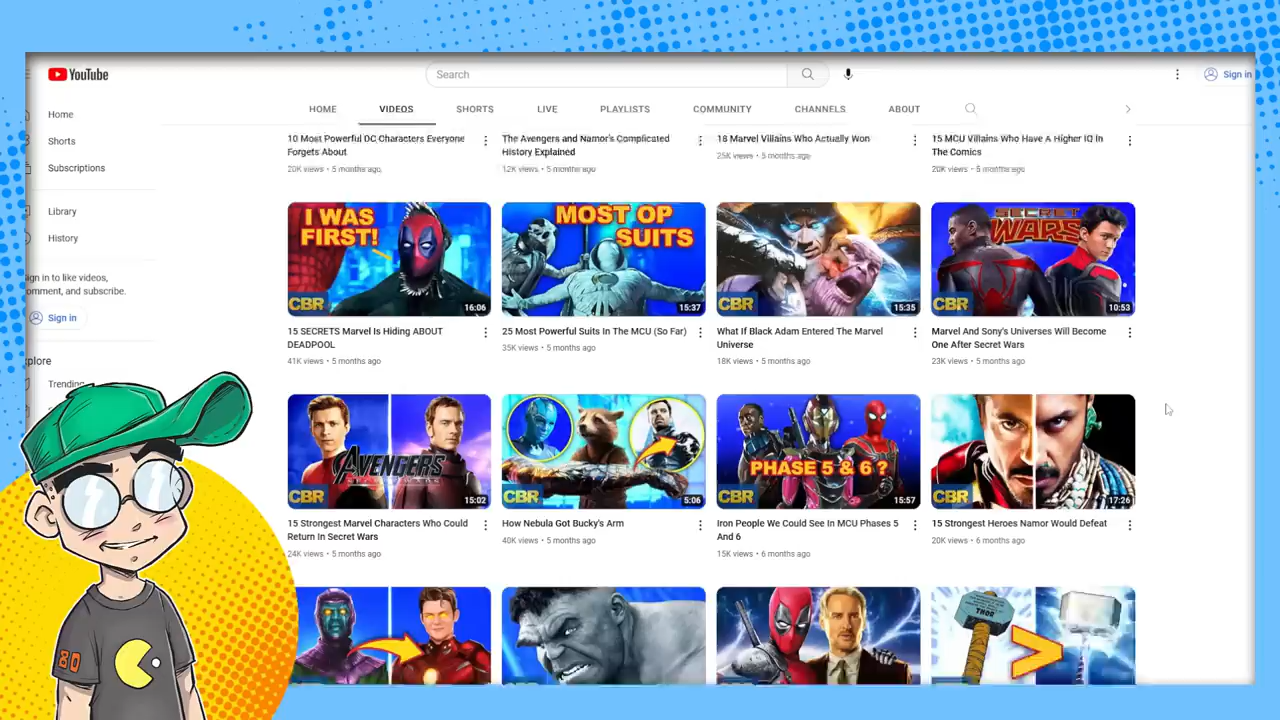 YouTube
Search
Sign in
HOME
VIDEOS
SHORTS
LIVE
PLAYLISTS
COMMUNITY
CHANNELS
ABOUT
Home
Shorts
Subscriptions
Library
History
ign in to like videos,
omment, and subscribe.
Sign in
xplore
Trending
10 Most Powerful DC Characters Everyone
Forgets About
20K views • 5 months ago
The Avengers and Namor's Complicated
History Explained
12K views • 5 months ago
18 Marvel Villains Who Actually Won
25K views • 5 months ago
15 MCU Villains Who Have A Higher IQ In
The Comics
20K views • 5 months ago
I WAS
FIRST!
CBR
16:06
MOST OP
SUITS
15:37
CBR
15:35
SECRET
WARS
CBR
10:53
15 SECRETS Marvel Is Hiding ABOUT
DEADPOOL
41K views • 5 months ago
25 Most Powerful Suits In The MCU (So Far)
35K views • 5 months ago
What If Black Adam Entered The Marvel
Universe
18K views • 5 months ago
Marvel And Sony's Universes Will Become
One After Secret Wars
23K views • 5 months ago
AVENGERS
CBR
15:02
CBR
5:06
PHASE 5 & 6 ?
CBR
15:57
CBR
17:26
15 Strongest Marvel Characters Who Could
Return In Secret Wars
24K views • 5 months ago
How Nebula Got Bucky's Arm
40K views • 5 months ago
Iron People We Could See In MCU Phases 5
And 6
15K views • 6 months ago
15 Strongest Heroes Namor Would Defeat
20K views • 6 months ago
THOR
>
80